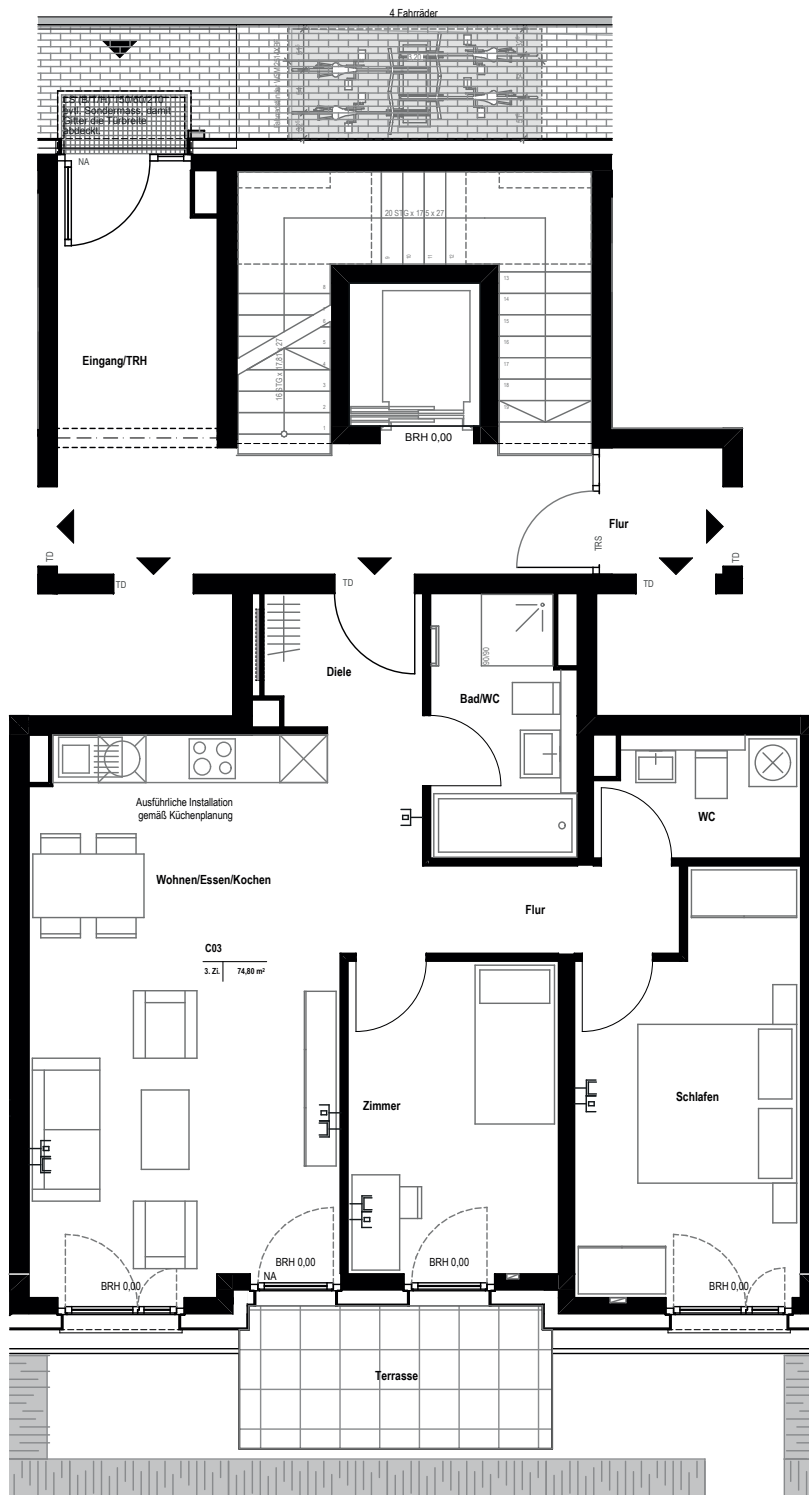 4 Fahrräder
NA
20 STG x 17,5 x 27
16 STG x 17,81 x 27
Eingang/TRH
BRH 0,00
Flur
TRS
TD
TD
TD
TD
TD
Diele
90/90
Bad/WC
Ausführliche Installation
gemäß Küchenplanung
WC
Wohnen/Essen/Kochen
Flur
C03
3. Zi. 74,80 m²
Zimmer
Schlafen
BRH 0,00
BRH 0,00
NA
BRH 0,00
BRH 0,00
Terrasse